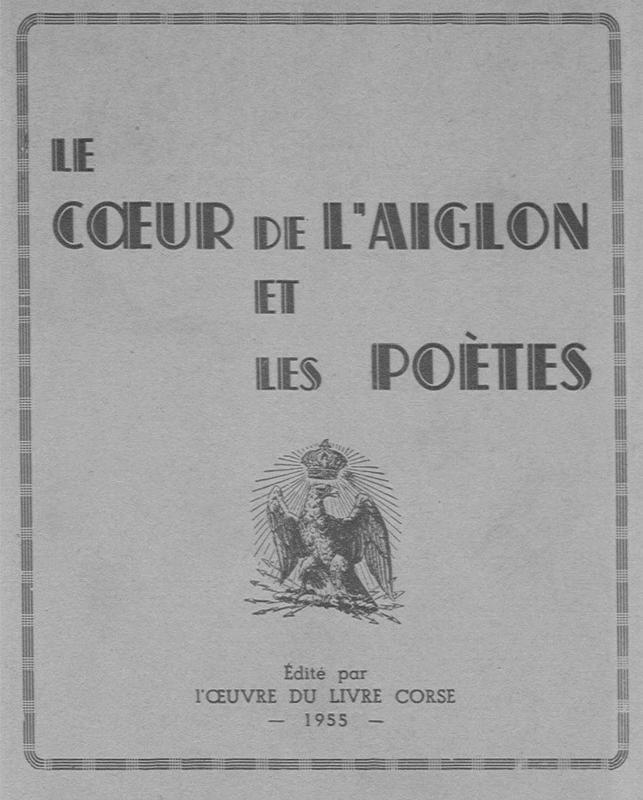 LE
CŒUR DE L'AIGLON
ET
LES POÈTES
Édité par
l'ŒUVRE DU LIVRE CORSE
— 1955 —